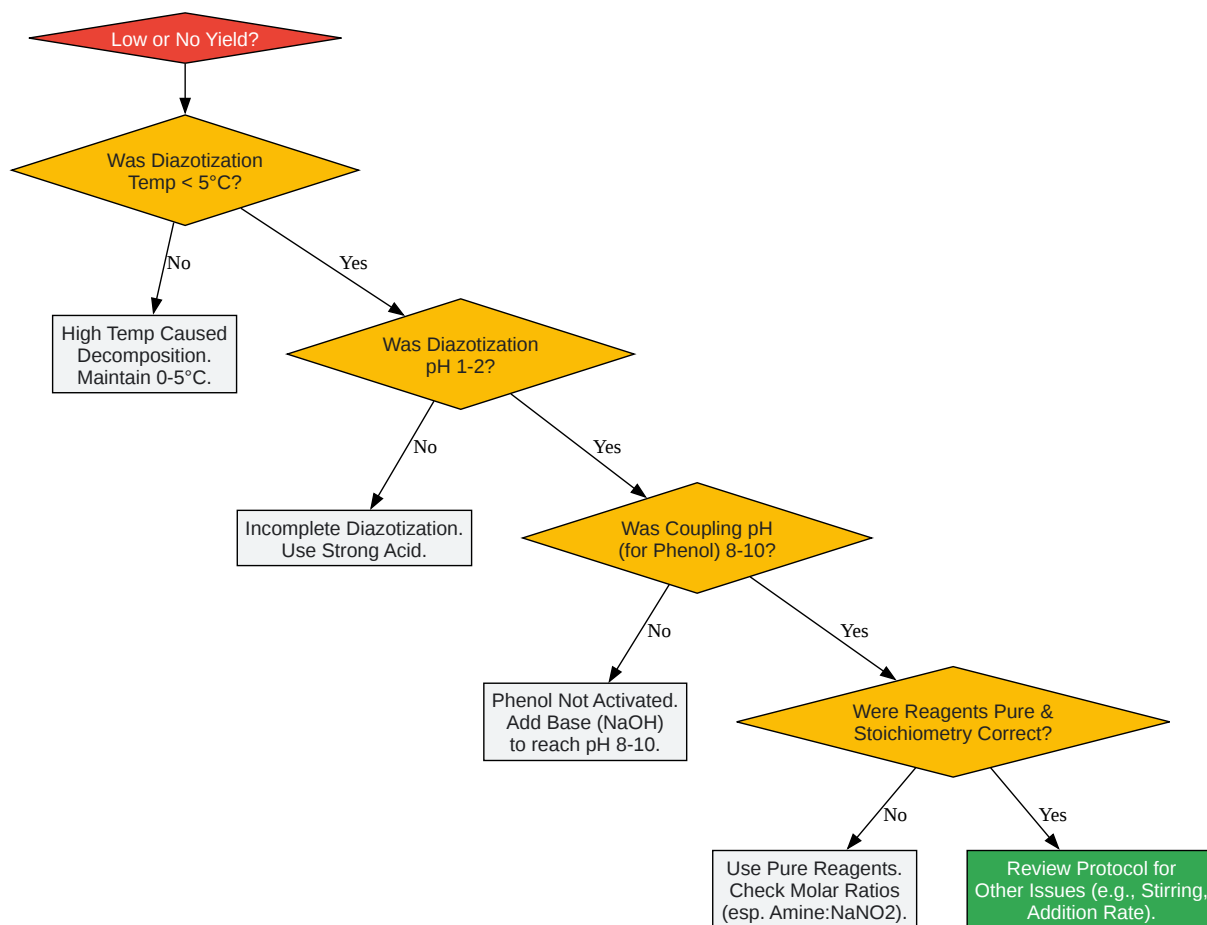 Low or No Yield?
Was Diazotization
Temp < 5°C?
No
Yes
High Temp Caused
Decomposition.
Maintain 0-5°C.
Was Diazotization
pH 1-2?
No
Yes
Incomplete Diazotization.
Use Strong Acid.
Was Coupling pH
(for Phenol) 8-10?
No
Yes
Phenol Not Activated.
Add Base (NaOH)
to reach pH 8-10.
Were Reagents Pure &
Stoichiometry Correct?
No
Yes
Use Pure Reagents.
Check Molar Ratios
(esp. Amine:NaNO2).
Review Protocol for
Other Issues (e.g., Stirring,
Addition Rate).